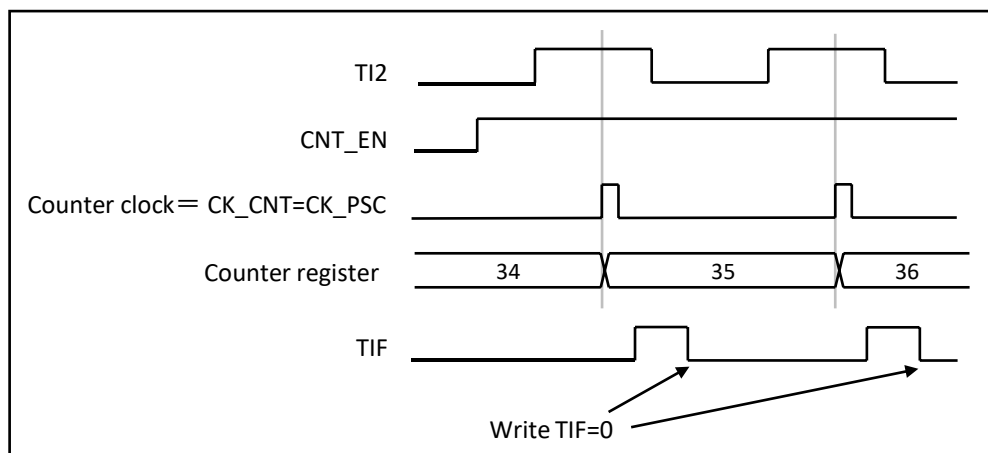 TI2
CNT_EN
Counter clock＝ CK_CNT=CK_PSC
Counter register
34
35
36
TIF
Write TIF=0